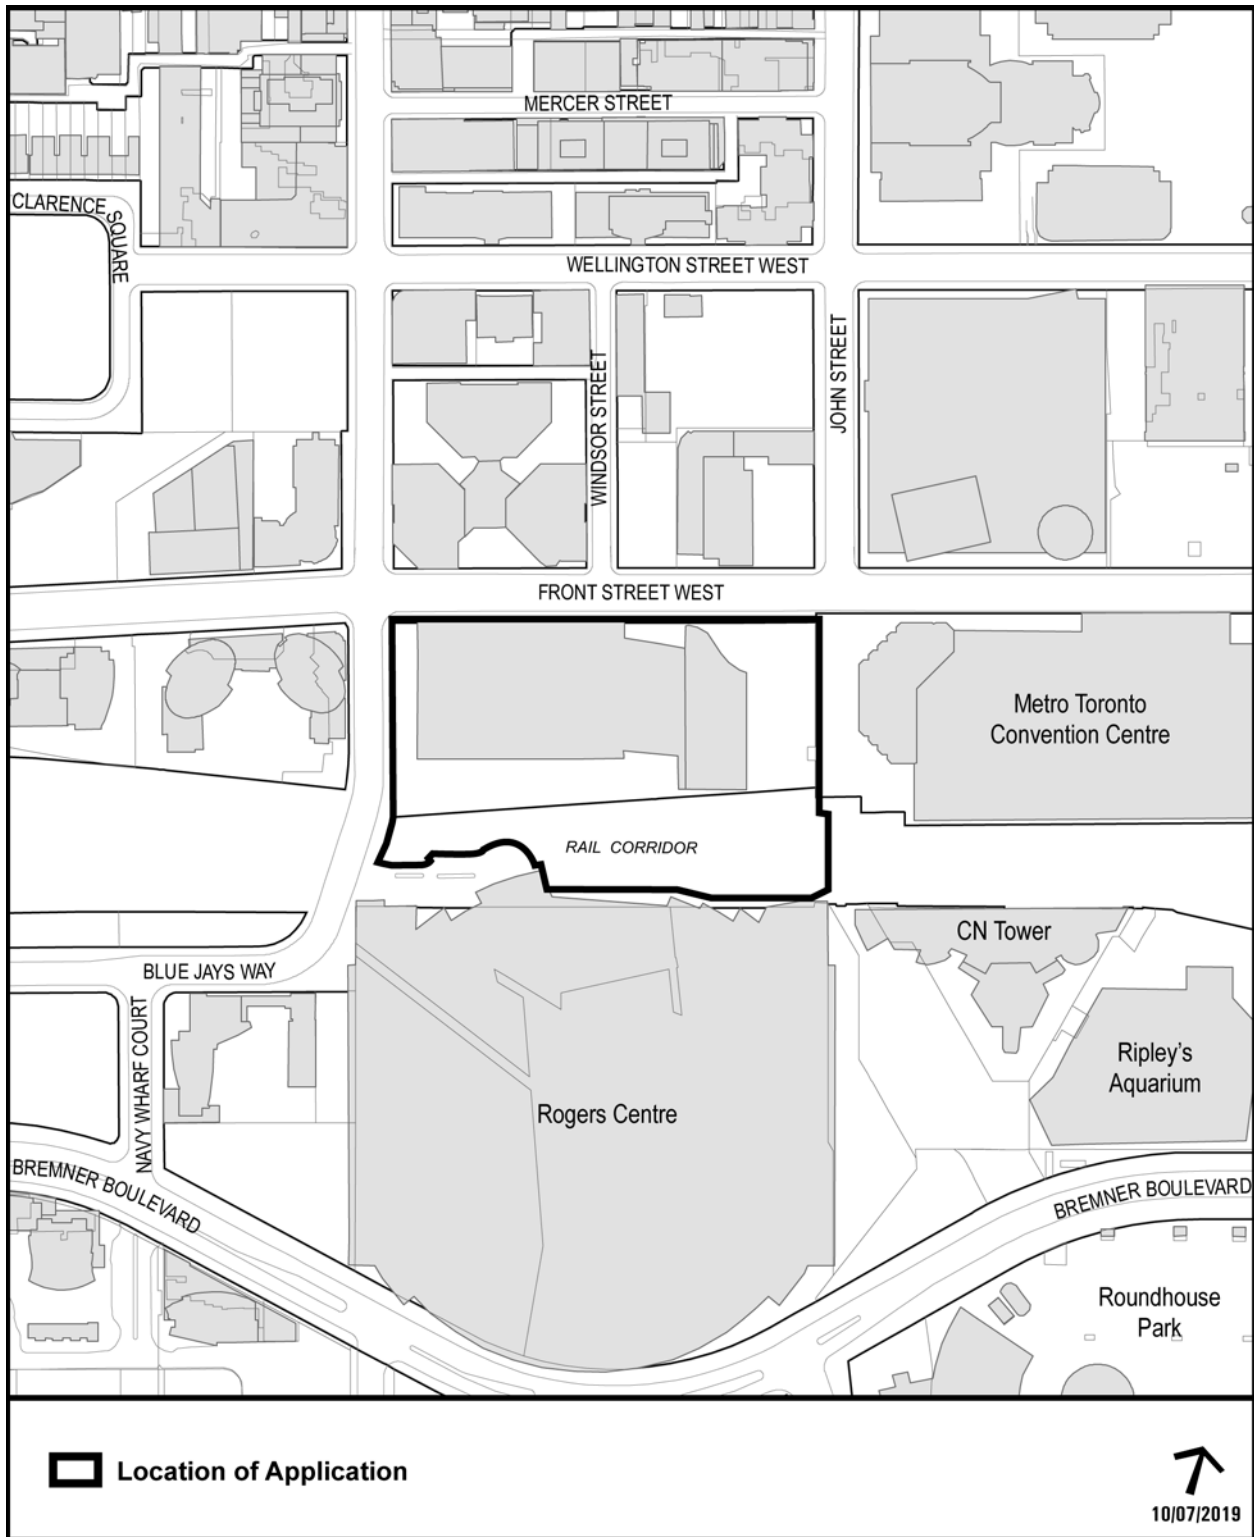 MERCER STREET
CLARENCE
SQUARE
WELLINGTON STREET WEST
WINDSOR STREET
JOHN STREET
FRONT STREET WEST
Metro Toronto
Convention Centre
RAIL CORRIDOR
CN Tower
BLUE JAYS WAY
NAVY WHARF COURT
Ripley's
Aquarium
Rogers Centre
BREMNER BOULEVARD
BREMNER BOULEVARD
Roundhouse
Park
Location of Application
10/07/2019